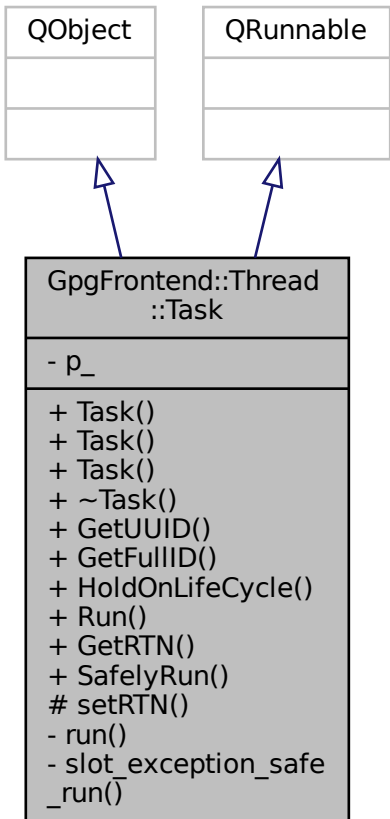 QObject
QRunnable
GpgFrontend::Thread
::Task
- p_
+ Task()
+ Task()
+ Task()
+ ~Task()
+ GetUUID()
+ GetFullID()
+ HoldOnLifeCycle()
+ Run()
+ GetRTN()
+ SafelyRun()
# setRTN()
- run()
- slot_exception_safe
_run()